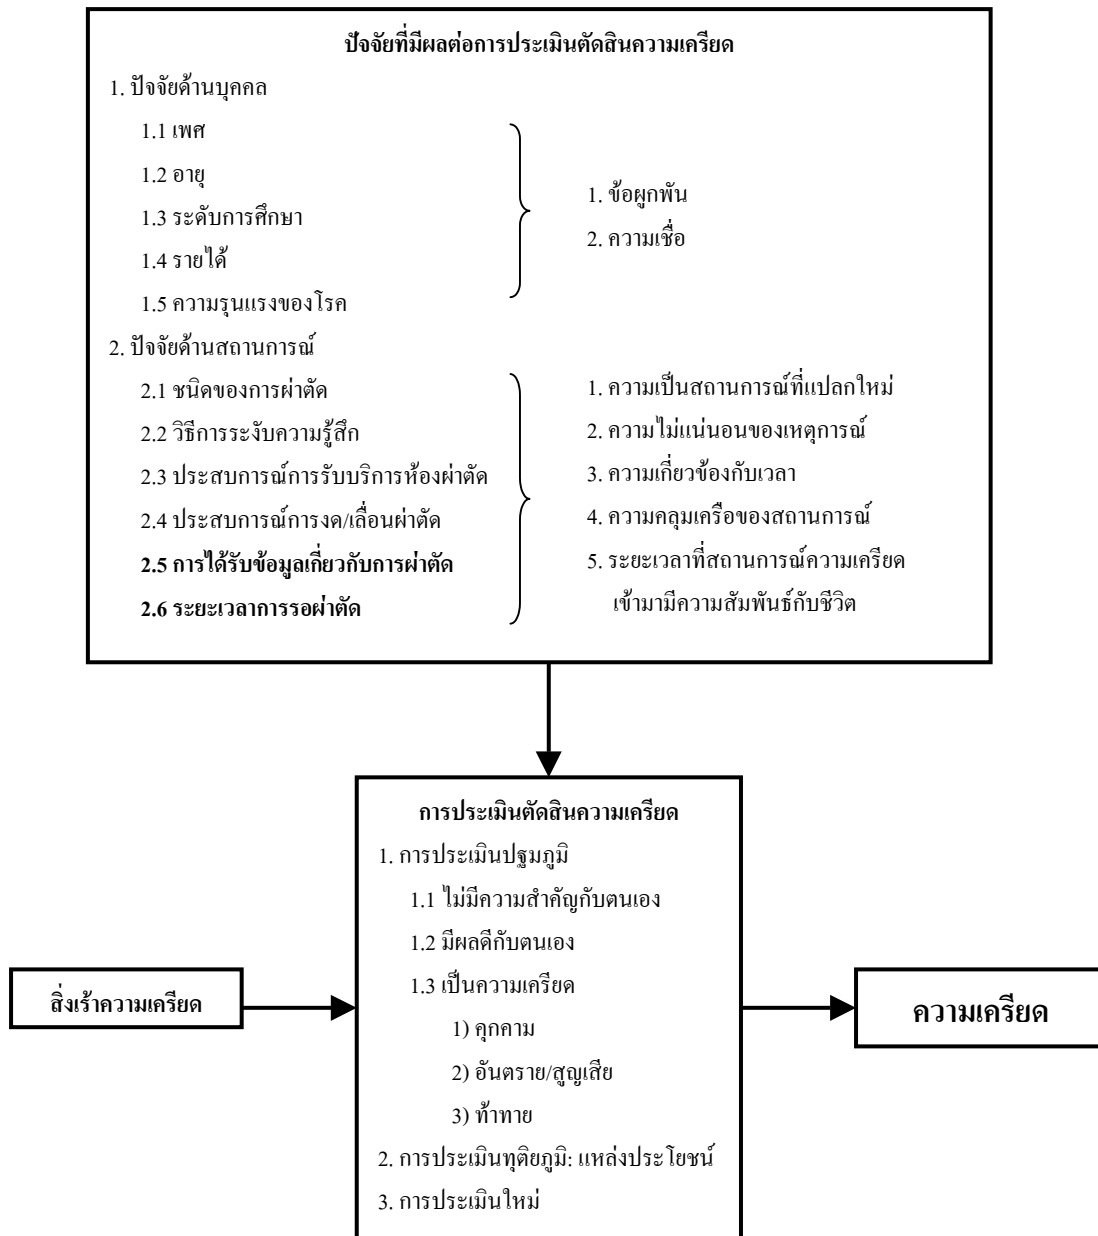 ปัจจัยที่มีผลต่อการประเมินตัดสินความเครียด
1. ปัจจัยด้านบุคคล
1.1 เพศ
1.2 อายุ
1.3 ระดับการศึกษา
1.4 รายได้
1.5 ความรุนแรงของโรค
1. ข้อผูกพัน
2. ความเชื่อ
2. ปัจจัยด้านสถานการณ์
2.1 ชนิดของการผ่าตัด
2.2 วิธีการระงับความรู้สึก
2.3 ประสบการณ์การรับบริการห้องผ่าตัด
2.4 ประสบการณ์การงด/เลื่อนผ่าตัด
2.5 การได้รับข้อมูลเกี่ยวกับการผ่าตัด
2.6 ระยะเวลาการรอผ่าตัด
1. ความเป็นสถานการณ์ที่แปลกใหม่
2. ความไม่แน่นอนของเหตุการณ์
3. ความเกี่ยวข้องกับเวลา
4. ความคลุมเครือของสถานการณ์
5. ระยะเวลาที่สถานการณ์ความเครียด
เข้ามามีความสัมพันธ์กับชีวิต
การประเมินตัดสินความเครียด
1. การประเมินปฐมภูมิ
1.1 ไม่มีความสำคัญกับตนเอง
1.2 มีผลดีกับตนเอง
1.3 เป็นความเครียด
1) คุกคาม
2) อันตราย/สูญเสีย
3) ท้าทาย
2. การประเมินทุติยภูมิ: แหล่งประโยชน์
3. การประเมินใหม่
สิ่งเร้าความเครียด
ความเครียด